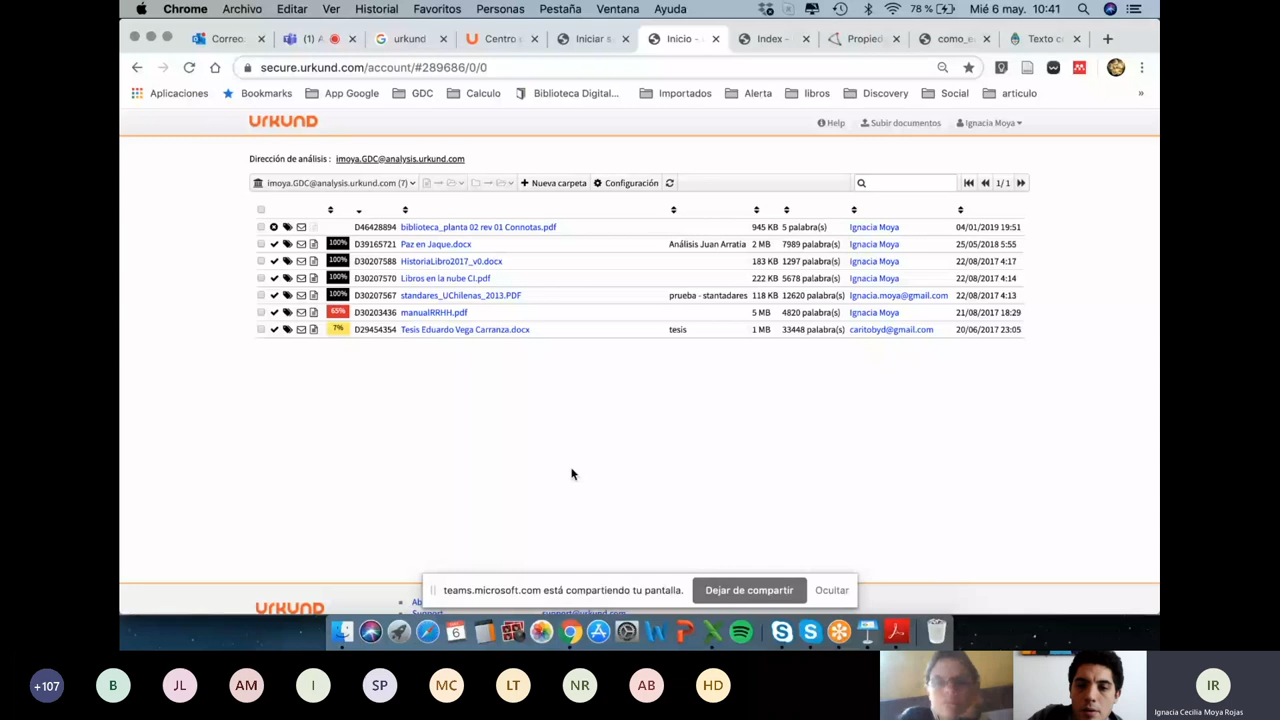 Chrome Archivo Editar Ver Historial Favoritos Personas Pestaña Ventana Ayuda 78 % Mié 6 may. 10:41
Correo. (1) urkund Centro Iniciar s Inicio - Index - Propied como_e Texto c
secure.urkund.com/account/#289686/0/0
Aplicaciones Bookmarks App Google GDC Calculo Biblioteca Digital... Importados Alerta libros Discovery Social articulo »
URKUND Help Subir documentos Ignacia Moya
Dirección de análisis : imoya.GDC@analysis.urkund.com
imoya.GDC@analysis.urkund.com (7) Nueva carpeta Configuración 1/1
D46428894 biblioteca_planta 02 rev 01 Connotas.pdf 945 KB 5 palabra(s) Ignacia Moya 04/01/2019 19:51
100% D39165721 Paz en Jaque.docx Análisis Juan Arratia 2 MB 7989 palabra(s) Ignacia Moya 25/05/2018 5:55
100% D30207588 HistoriaLibro2017_v0.docx 183 KB 1297 palabra(s) Ignacia Moya 22/08/2017 4:17
100% D30207570 Libros en la nube CI.pdf 222 KB 5678 palabra(s) Ignacia Moya 22/08/2017 4:14
100% D30207567 standares_UChilenas_2013.PDF prueba - stantadares 118 KB 12620 palabra(s) Ignacia.moya@gmail.com 22/08/2017 4:13
65% D30203436 manualRRHH.pdf 5 MB 4820 palabra(s) Ignacia Moya 21/08/2017 18:29
7% D29454354 Tesis Eduardo Vega Carranza.docx tesis 1 MB 33448 palabra(s) caritobyd@gmail.com 20/06/2017 23:05
teams.microsoft.com está compartiendo tu pantalla. Dejar de compartir Ocultar
URKUND
6
+107 B JL AM I SP MC LT NR AB HD IR
Ignacia Cecilia Moya Rojas